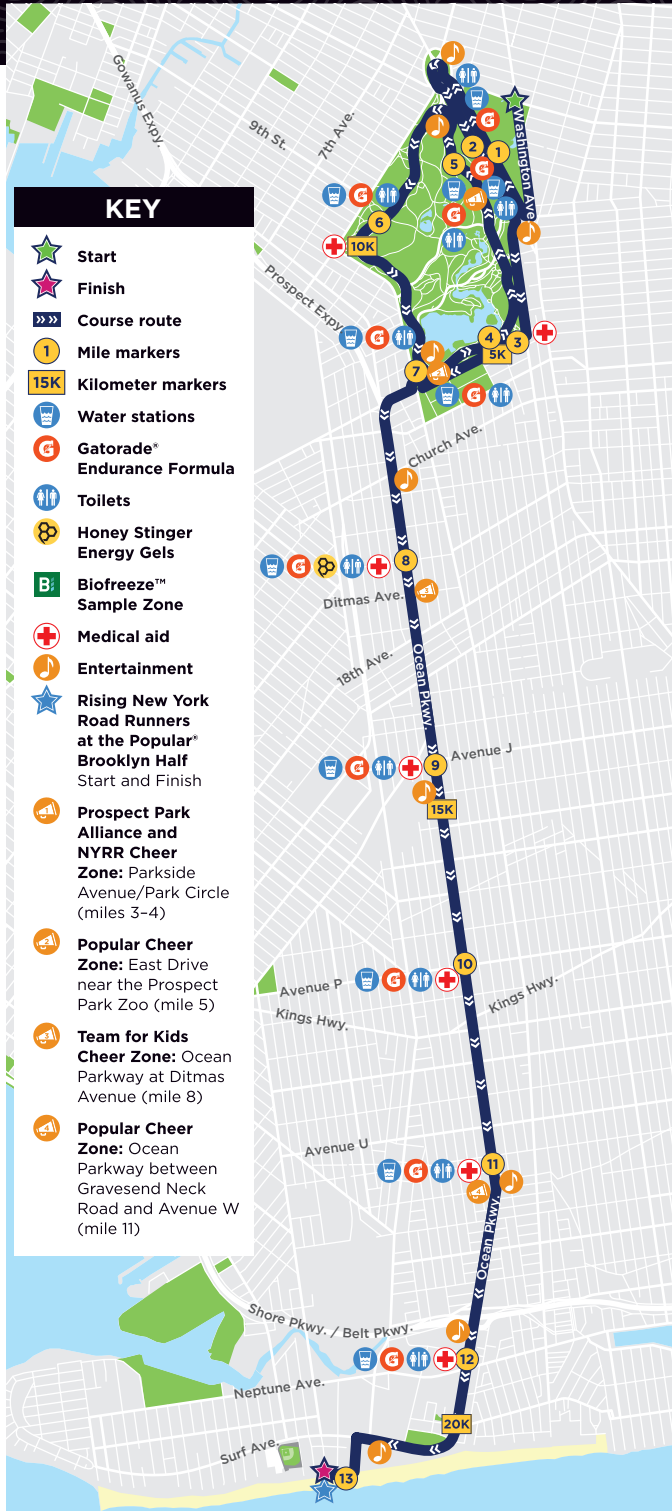 Gowanus Expy.
9th St.
7th Ave.
Washington Ave.
2
1
5
6
10K
Prospect Expy.
4
3
5K
7
Church Ave.
8
Ditmas Ave.
18th Ave.
Ocean Pkwy.
Avenue J
9
15K
10
Avenue P
Kings Hwy.
Kings Hwy.
Avenue U
11
4
Ocean Pkwy.
Shore Pkwy. / Belt Pkwy.
12
Neptune Ave.
20K
Surf Ave.
13
KEY
Start
Finish
Course route
1
Mile markers
15K
Kilometer markers
Water stations
G
Gatorade®
Endurance Formula
Toilets
Honey Stinger
Energy Gels
B
Biofreeze™
Sample Zone
Medical aid
Entertainment
Rising New York
Road Runners
at the Popular®
Brooklyn Half
Start and Finish
1
Prospect Park
Alliance and
NYRR Cheer
Zone: Parkside
Avenue/Park Circle
(miles 3–4)
2
Popular Cheer
Zone: East Drive
near the Prospect
Park Zoo (mile 5)
3
Team for Kids
Cheer Zone: Ocean
Parkway at Ditmas
Avenue (mile 8)
4
Popular Cheer
Zone: Ocean
Parkway between
Gravesend Neck
Road and Avenue W
(mile 11)